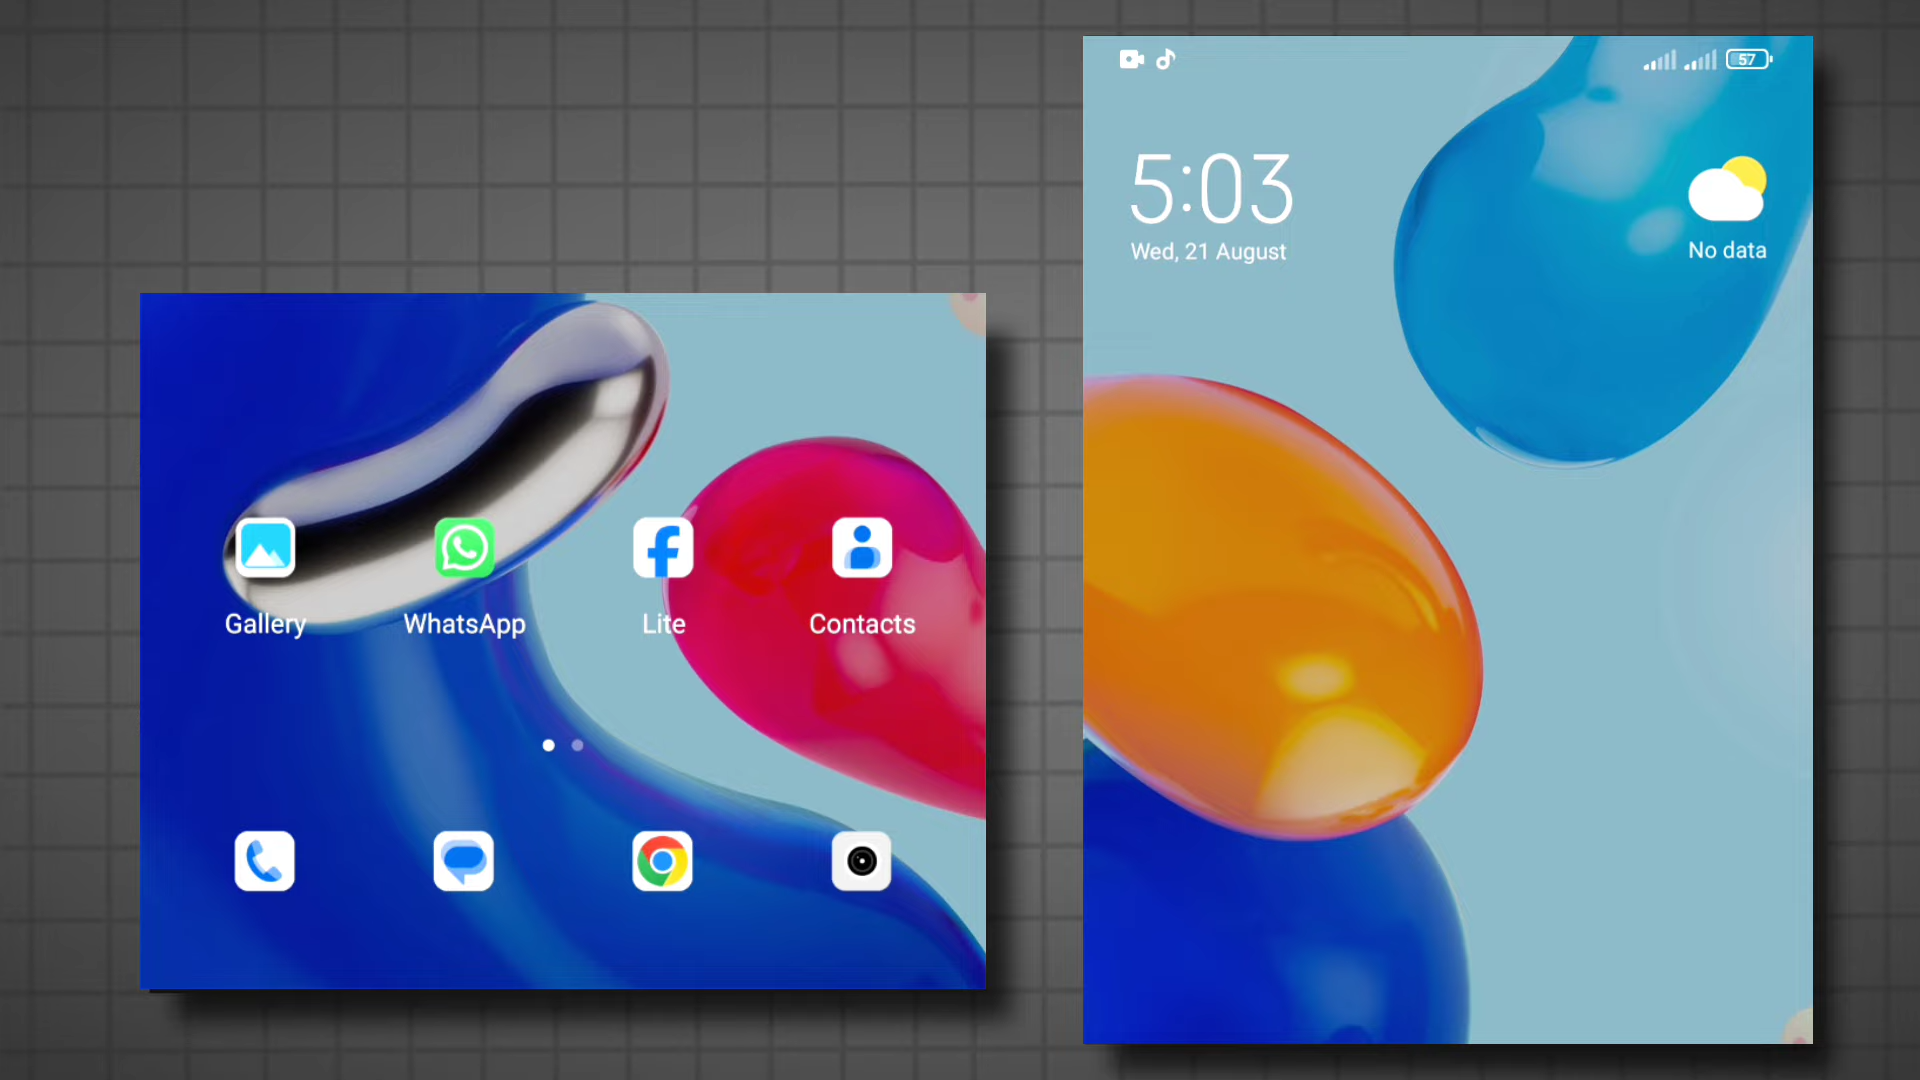 Gallery
WhatsApp
Lite
Contacts
57
5:03
Wed, 21 August
No data